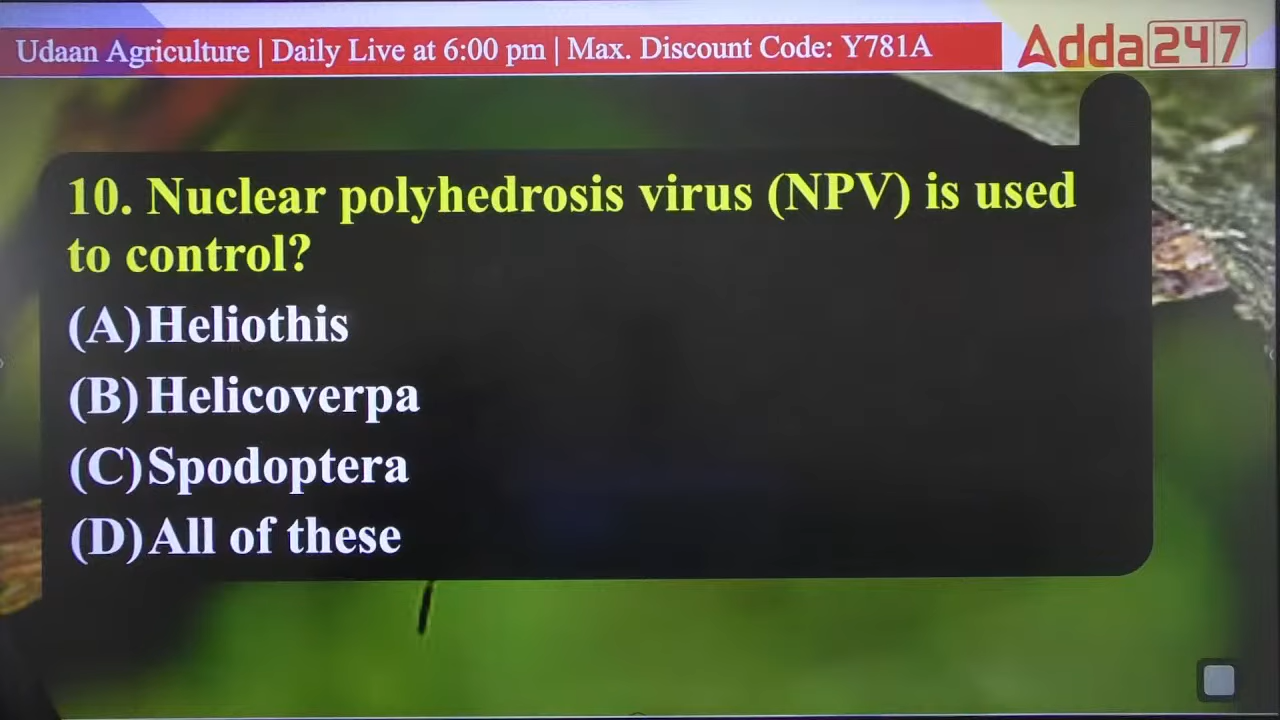 Udaan Agriculture | Daily Live at 6:00 pm | Max. Discount Code: Y781A
Adda247
10. Nuclear polyhedrosis virus (NPV) is used
to control?
(A) Heliothis
(B) Helicoverpa
(C) Spodoptera
(D) All of these